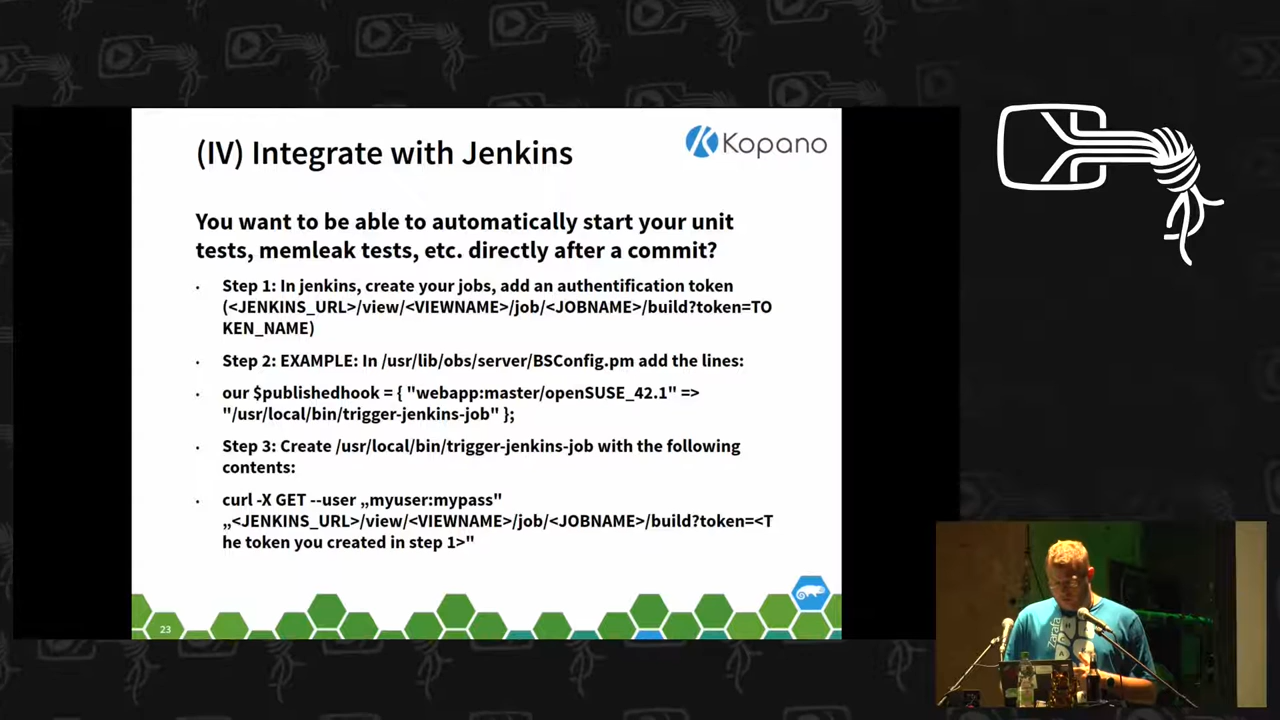 (IV) Integrate with Jenkins
Kopano
You want to be able to automatically start your unit
tests, memleak tests, etc. directly after a commit?
• Step 1: In jenkins, create your jobs, add an authentification token
(<JENKINS_URL>/view/<VIEWNAME>/job/<JOBNAME>/build?token=TO
KEN_NAME)
• Step 2: EXAMPLE: In /usr/lib/obs/server/BSConfig.pm add the lines:
• our $publishedhook = { "webapp:master/openSUSE_42.1" =>
"/usr/local/bin/trigger-jenkins-job" };
• Step 3: Create /usr/local/bin/trigger-jenkins-job with the following
contents:
• curl -X GET --user „myuser:mypass"
„<JENKINS_URL>/view/<VIEWNAME>/job/<JOBNAME>/build?token=<T
he token you created in step 1>"
23
Zarafa